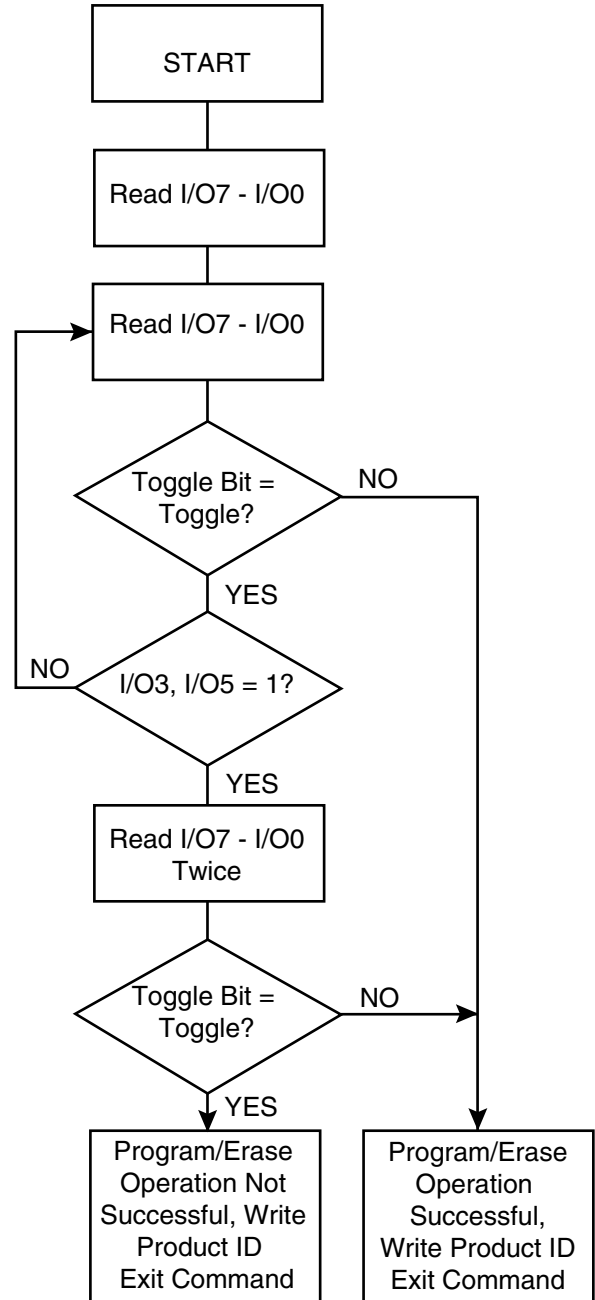 START
Read I/O7 - I/O0
Read I/O7 - I/O0
Toggle Bit =
Toggle?
NO
YES
I/O3, I/O5 = 1?
NO
YES
Read I/O7 - I/O0
Twice
Toggle Bit =
Toggle?
NO
YES
Program/Erase
Operation Not
Successful, Write
Product ID
Exit Command
Program/Erase
Operation
Successful,
Write Product ID
Exit Command